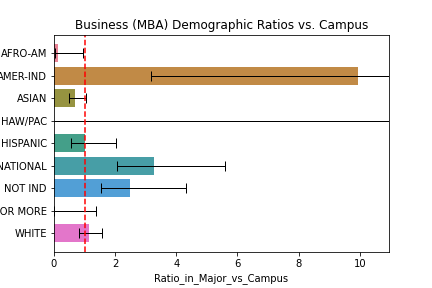 Business (MBA) Demographic Ratios vs. Campus
AFRO-AM
AMER-IND
ASIAN
HAW/PAC
HISPANIC
NATIONAL
NOT IND
OR MORE
WHITE
0 2 4 6 8 10
Ratio_in_Major_vs_Campus